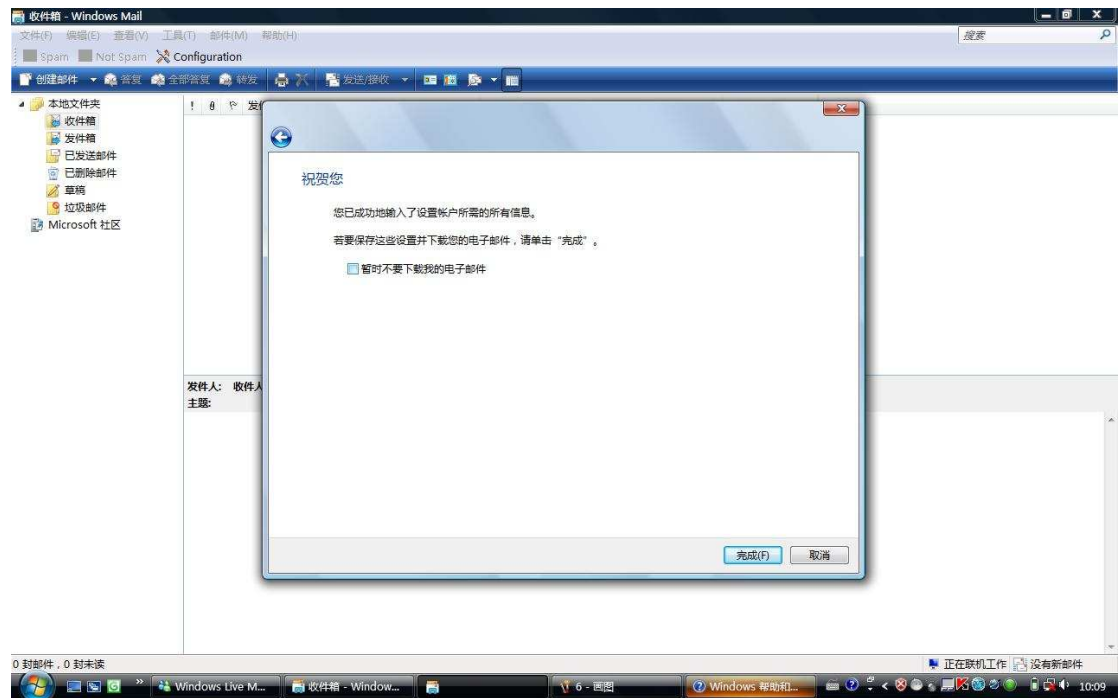 收件箱 - Windows Mail
文件(F) 编辑(E) 查看(V) 工具(T) 邮件(M) 帮助(H)
搜索
Spam Not Spam Configuration
创建邮件 答复 全部答复 转发 发送/接收
本地文件夹
收件箱
发件箱
已发送邮件
已删除邮件
草稿
垃圾邮件
Microsoft 社区
! 发件
祝贺您
您已成功地输入了设置帐户所需的所有信息。
若要保存这些设置并下载您的电子邮件，请单击“完成”。
暂时不要下载我的电子邮件
发件人: 收件人
主题:
完成(F) 取消
0 封邮件，0 封未读
正在联机工作 没有新邮件
Windows Live M...
收件箱 - Window...
6 - 画图
Windows 帮助和...
10:09